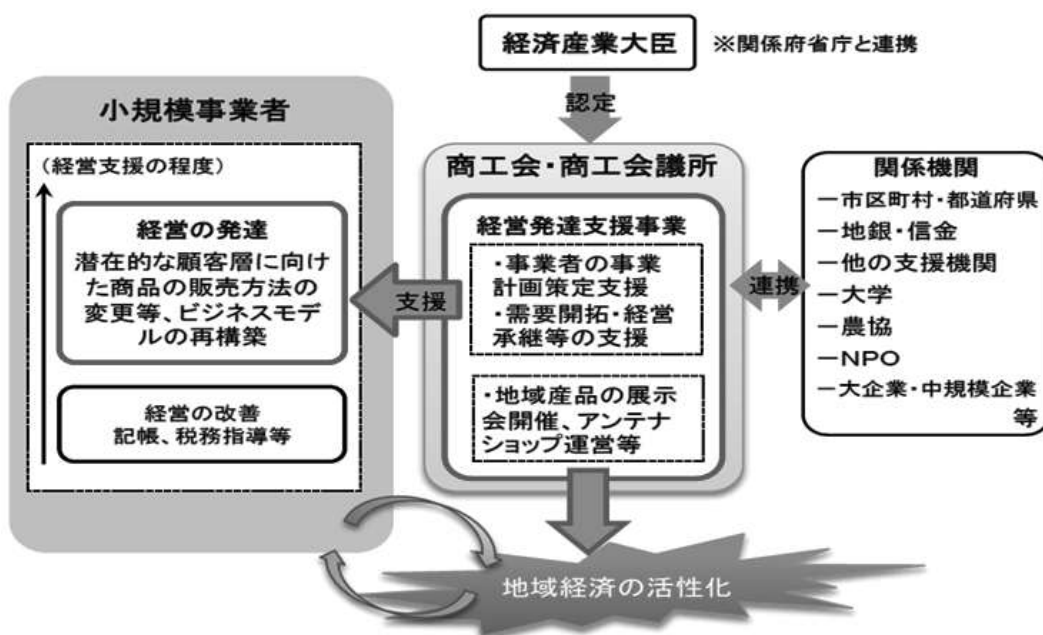 経済産業大臣
※関係府省庁と連携
認定
小規模事業者
(経営支援の程度)
経営の発達
潜在的な顧客層に向け
た商品の販売方法の
変更等、ビジネスモデ
ルの再構築
経営の改善
記帳、税務指導等
支援
商工会・商工会議所
経営発達支援事業
・事業者の事業
計画策定支援
・需要開拓・経営
承継等の支援
・地域産品の展示
会開催、アンテナ
ショップ運営等
連携
関係機関
ー市区町村・都道府県
ー地銀・信金
ー他の支援機関
ー大学
ー農協
ーNPO
ー大企業・中規模企業
等
地域経済の活性化